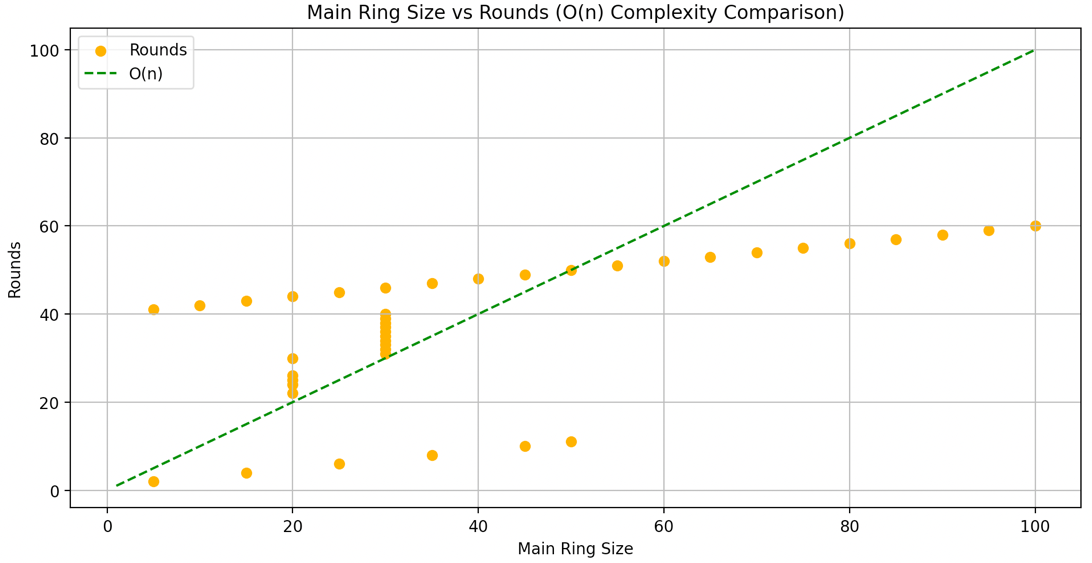 Main Ring Size vs Rounds (O(n) Complexity Comparison)
Rounds
O(n)
100
80
60
40
20
0
Rounds
0 20 40 60 80 100
Main Ring Size